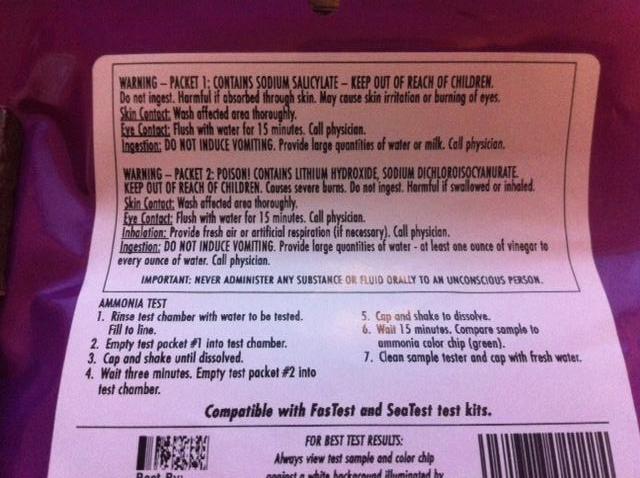 WARNING – PACKET 1: CONTAINS SODIUM SALICYLATE – KEEP OUT OF REACH OF CHILDREN.
Do not ingest. Harmful if absorbed through skin. May cause skin irritation or burning of eyes.
Skin Contact: Wash affected area thoroughly.
Eye Contact: Flush with water for 15 minutes. Call physician.
Ingestion: DO NOT INDUCE VOMITING. Provide large quantities of water or milk. Call physician.
WARNING – PACKET 2: POISON! CONTAINS LITHIUM HYDROXIDE, SODIUM DICHLOROISOCYANURATE.
KEEP OUT OF REACH OF CHILDREN. Causes severe burns. Do not ingest. Harmful if swallowed or inhaled.
Skin Contact: Wash affected area thoroughly.
Eye Contact: Flush with water for 15 minutes. Call physician.
Inhalation: Provide fresh air or artificial respiration (if necessary). Call physician.
Ingestion: DO NOT INDUCE VOMITING. Provide large quantities of water - at least one ounce of vinegar to
every ounce of water. Call physician.
IMPORTANT: NEVER ADMINISTER ANY SUBSTANCE OR FLUID ORALLY TO AN UNCONSCIOUS PERSON.
AMMONIA TEST
1. Rinse test chamber with water to be tested.
Fill to line.
2. Empty test packet #1 into test chamber.
3. Cap and shake until dissolved.
4. Wait three minutes. Empty test packet #2 into
test chamber.
5. Cap and shake to dissolve.
6. Wait 15 minutes. Compare sample to
ammonia color chip (green).
7. Clean sample tester and cap with fresh water.
Compatible with FasTest and SeaTest test kits.
FOR BEST TEST RESULTS:
Always view test sample and color chip
against a white background illuminated by
Best By: